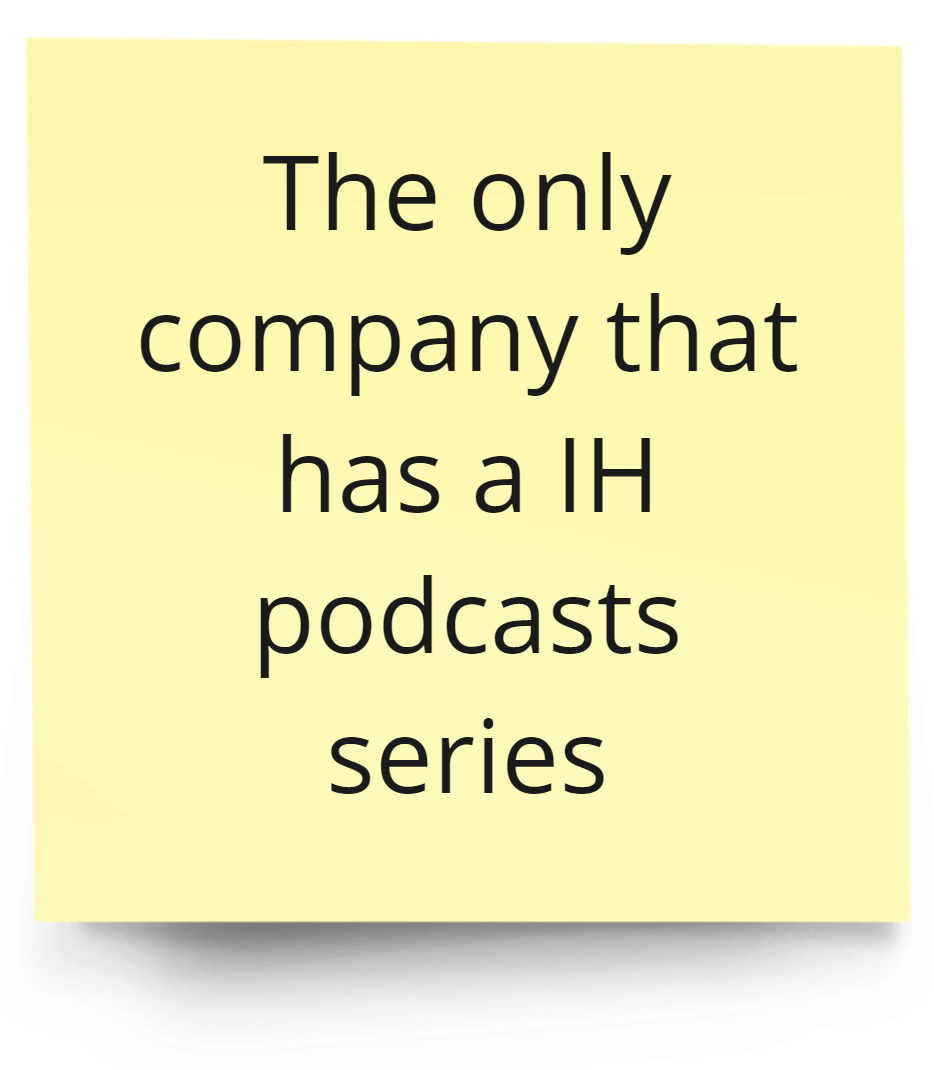 The only
company that
has a IH
podcasts
series